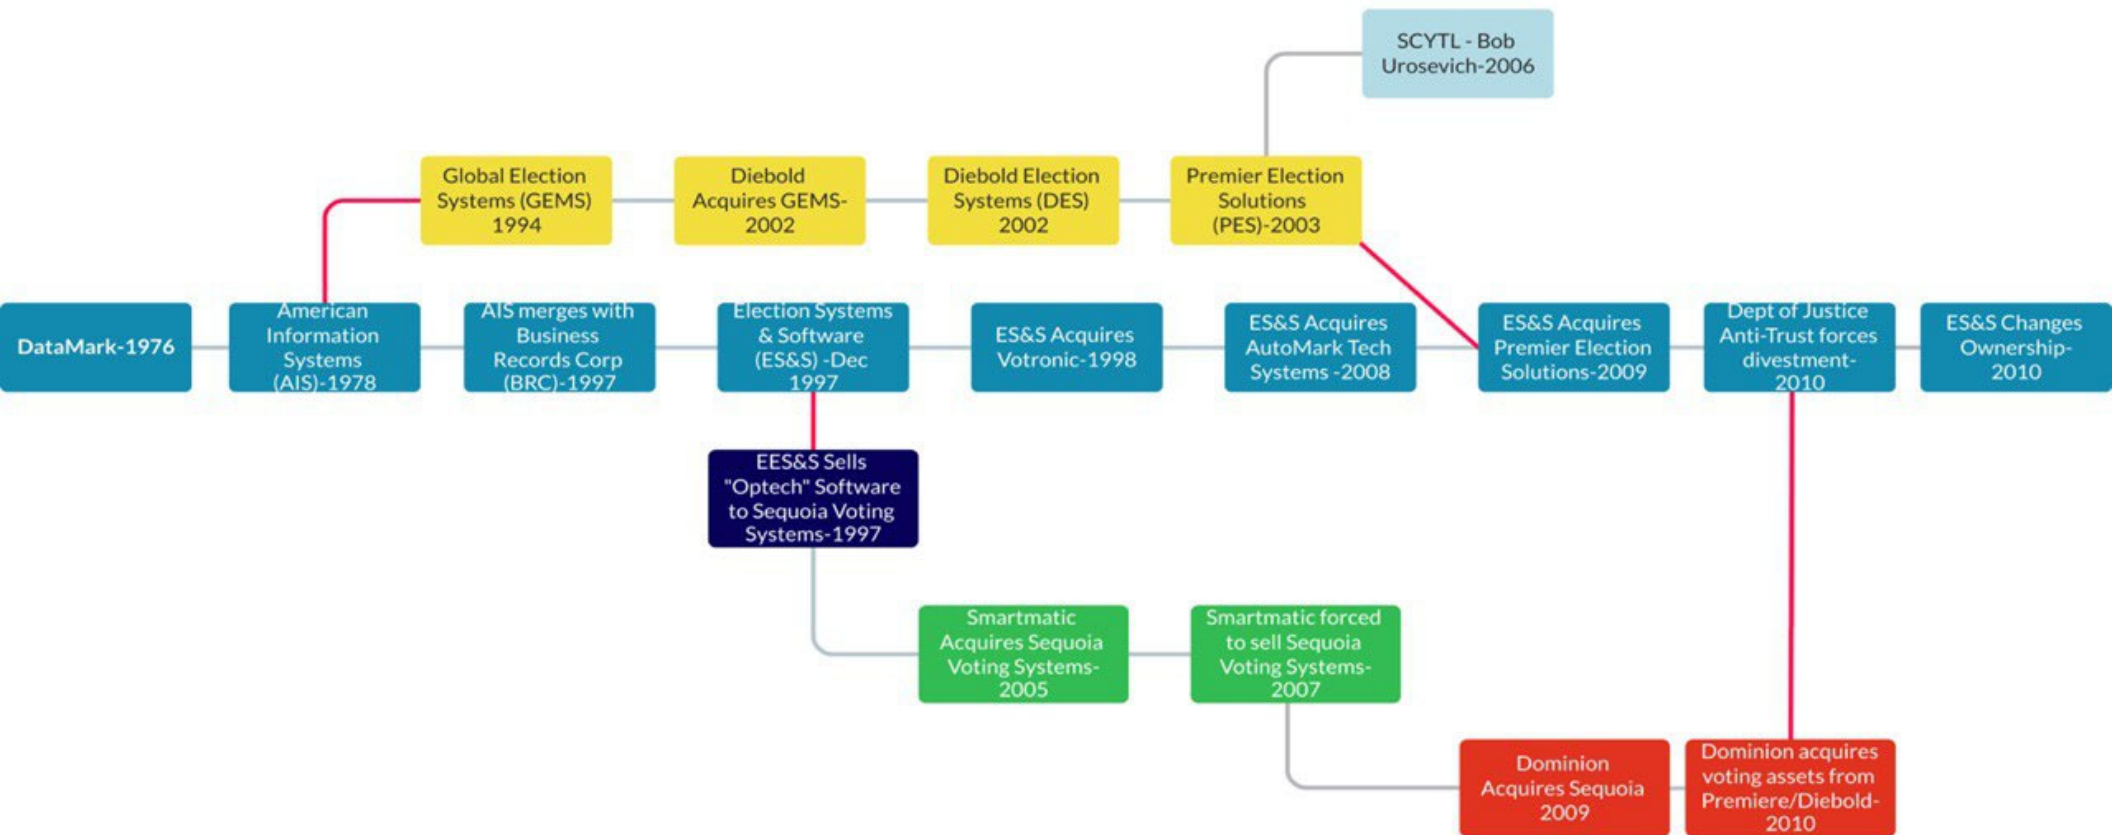 SCYTL - Bob
Urosevich-2006
Global Election
Systems (GEMS)
1994
Diebold
Acquires GEMS-
2002
Diebold Election
Systems (DES)
2002
Premier Election
Solutions
(PES)-2003
DataMark-1976
American
Information
Systems
(AIS)-1978
AIS merges with
Business
Records Corp
(BRC)-1997
Election Systems
& Software
(ES&S) -Dec
1997
ES&S Acquires
Votronic-1998
ES&S Acquires
AutoMark Tech
Systems -2008
ES&S Acquires
Premier Election
Solutions-2009
Dept of Justice
Anti-Trust forces
divestment-
2010
ES&S Changes
Ownership-
2010
EES&S Sells
"Optech" Software
to Sequoia Voting
Systems-1997
Smartmatic
Acquires Sequoia
Voting Systems-
2005
Smartmatic forced
to sell Sequoia
Voting Systems-
2007
Dominion
Acquires Sequoia
2009
Dominion acquires
voting assets from
Premiere/Diebold-
2010